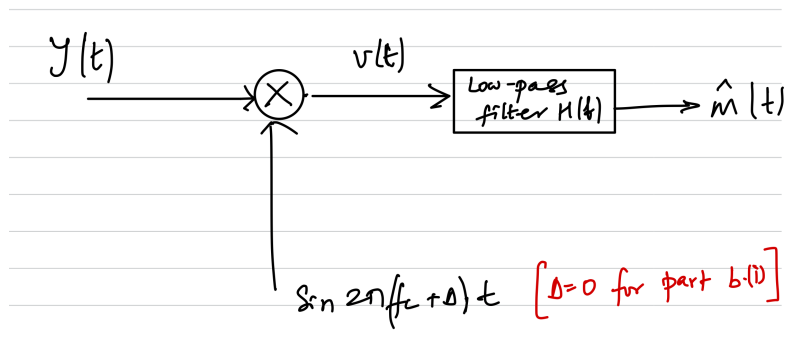 y(t)
v(t)
Low-pass
filter H(f)
m̂(t)
Sin 2π(fc + Δ) t
[Δ=0 for part b.(i)]